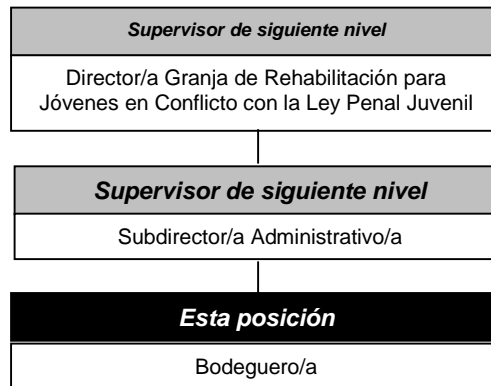 Supervisor de siguiente nivel
Director/a Granja de Rehabilitación para
Jóvenes en Conflicto con la Ley Penal Juvenil
Supervisor de siguiente nivel
Subdirector/a Administrativo/a
Esta posición
Bodeguero/a